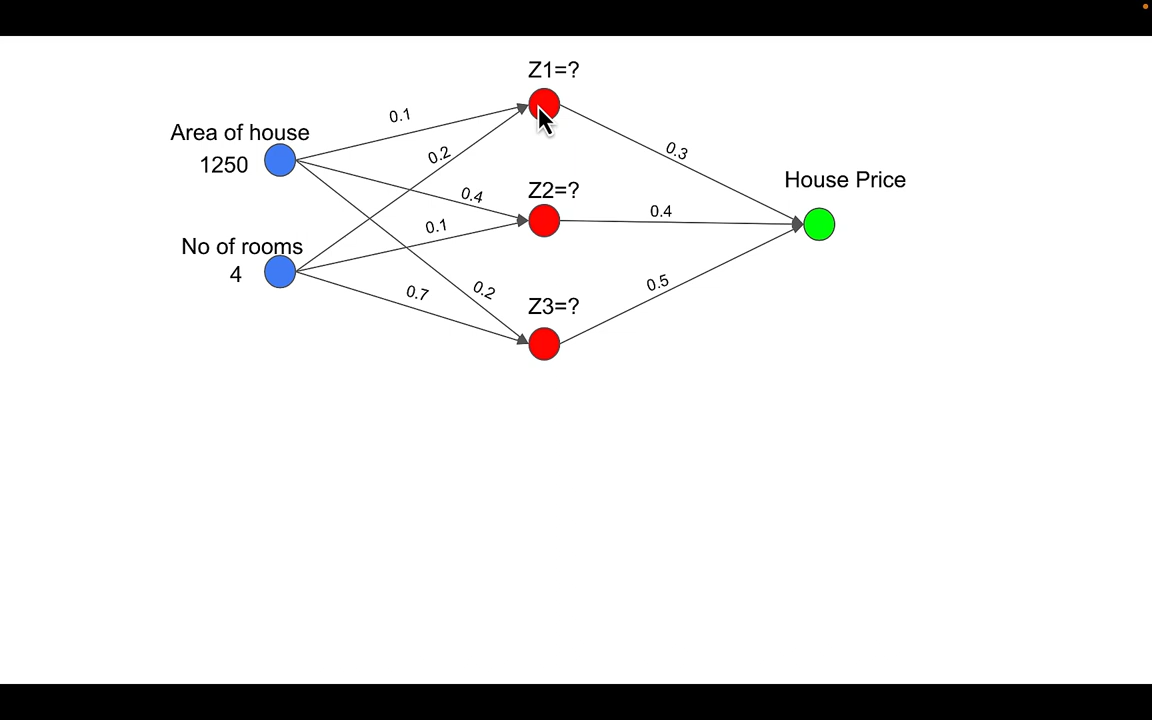 Z1=?
0.1
Area of house
1250
0.2
0.3
Z2=?
0.4
0.4
House Price
0.1
No of rooms
4
0.7
0.2
Z3=?
0.5